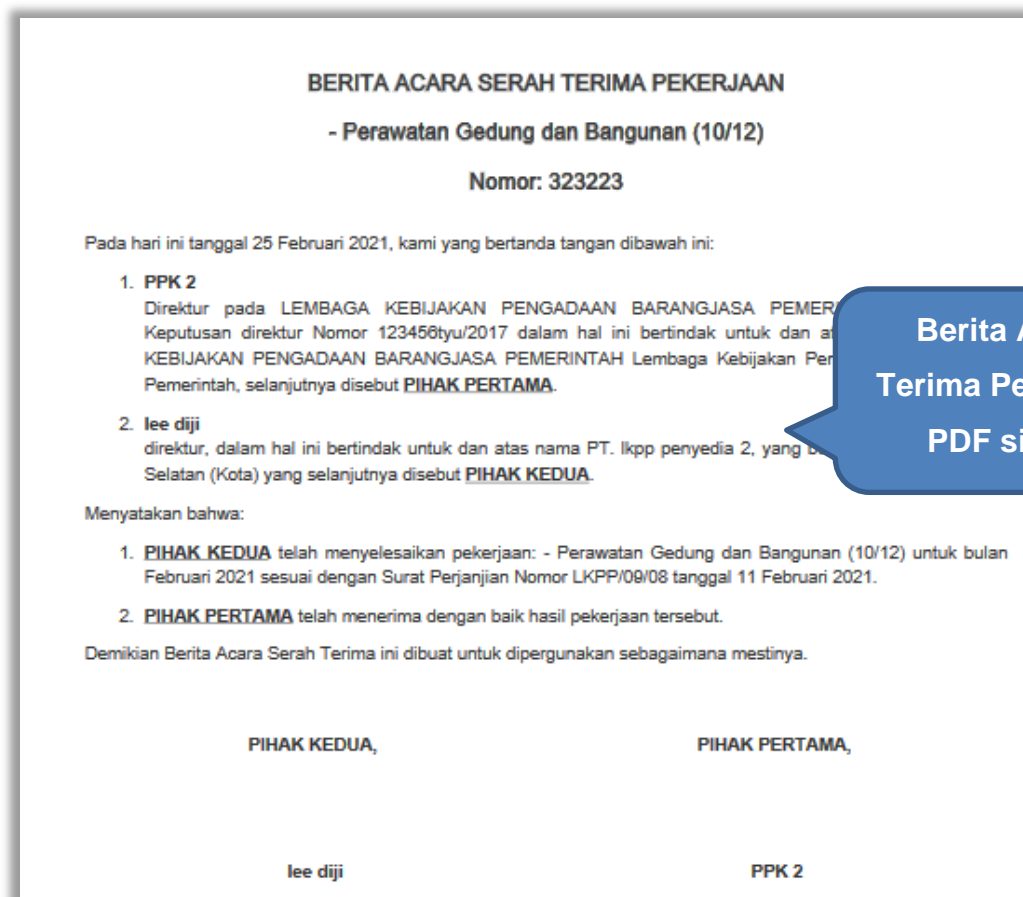 BERITA ACARA SERAH TERIMA PEKERJAAN
- Perawatan Gedung dan Bangunan (10/12)
Nomor: 323223
Pada hari ini tanggal 25 Februari 2021, kami yang bertanda tangan dibawah ini:
1. PPK 2
Direktur pada LEMBAGA KEBIJAKAN PENGADAAN BARANGJASA
Keputusan direktur Nomor 123456tyu/2017 dalam hal ini bertindak untuk dan
KEBIJAKAN PENGADAAN BARANGJASA PEMERINTAH Lembaga Kebijakan
Pemerintah, selanjutnya disebut PIHAK PERTAMA.
2. lee diji
direktur, dalam hal ini bertindak untuk dan atas nama PT. lkpp penyedia 2, yang
Selatan (Kota) yang selanjutnya disebut PIHAK KEDUA.
Berita
Terima
PDF
Menyatakan bahwa:
1. PIHAK KEDUA telah menyelesaikan pekerjaan: - Perawatan Gedung dan Bangunan (10/12) untuk bulan
Februari 2021 sesuai dengan Surat Perjanjian Nomor LKPP/09/08 tanggal 11 Februari 2021.
2. PIHAK PERTAMA telah menerima dengan baik hasil pekerjaan tersebut.
Demikian Berita Acara Serah Terima ini dibuat untuk dipergunakan sebagaimana mestinya.
PIHAK KEDUA, PIHAK PERTAMA,
lee diji PPK 2